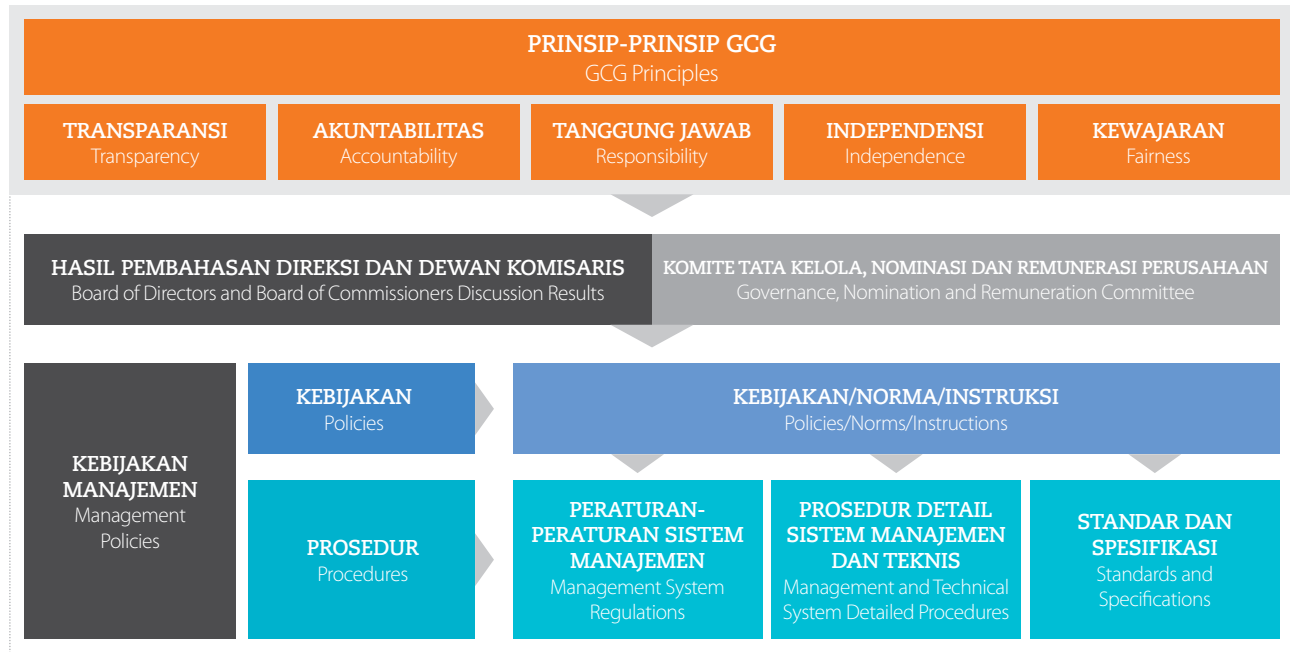 PRINSIP-PRINSIP GCG
GCG Principles
TRANSPARANSI
Transparency
AKUNTABILITAS
Accountability
TANGGUNG JAWAB
Responsibility
INDEPENDENSI
Independence
KEWAJARAN
Fairness
HASIL PEMBAHASAN DIREKSI DAN DEWAN KOMISARIS
Board of Directors and Board of Commissioners Discussion Results
KOMITE TATA KELOLA, NOMINASI DAN REMUNERASI PERUSAHAAN
Governance, Nomination and Remuneration Committee
KEBIJAKAN
MANAJEMEN
Management
Policies
KEBIJAKAN
Policies
KEBIJAKAN/NORMA/INSTRUKSI
Policies/Norms/Instructions
PROSEDUR
Procedures
PERATURAN-
PERATURAN SISTEM
MANAJEMEN
Management System
Regulations
PROSEDUR DETAIL
SISTEM MANAJEMEN
DAN TEKNIS
Management and Technical
System Detailed Procedures
STANDAR DAN
SPESIFIKASI
Standards and
Specifications